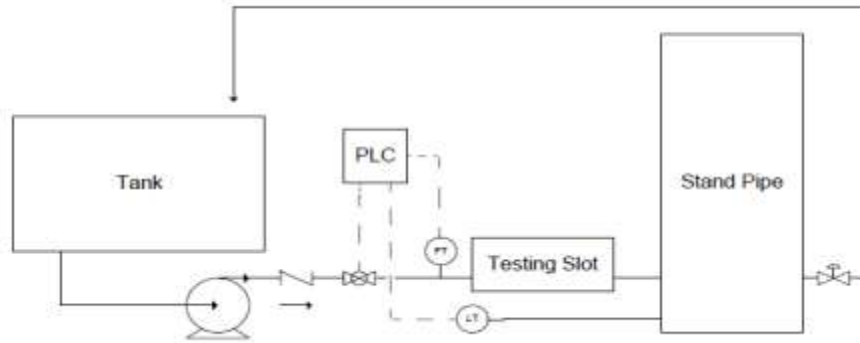 Tank
PLC
Stand Pipe
PT
Testing Slot
LT